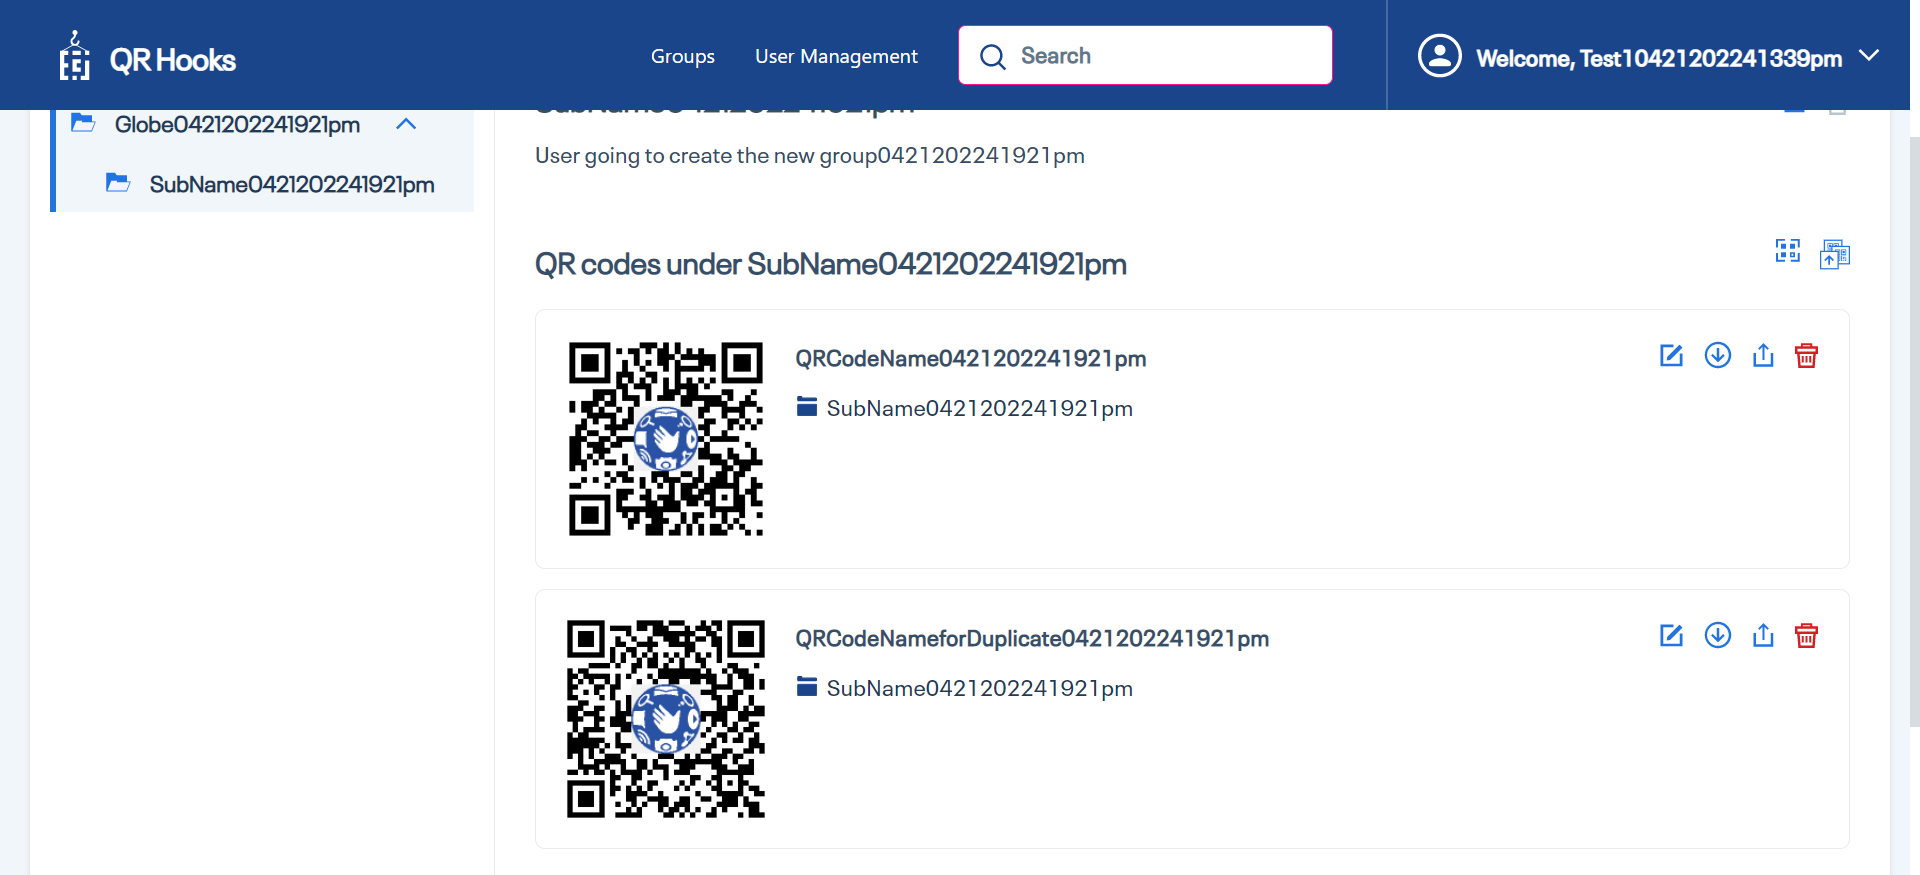 QR Hooks
Groups
User Management
Search
Welcome, Test10421202241339pm
Globe0421202241921pm
SubName0421202241921pm
SubName0421202241921pm
User going to create the new group0421202241921pm
QR codes under SubName0421202241921pm
QRCodeName0421202241921pm
SubName0421202241921pm
QRCodeNameforDuplicate0421202241921pm
SubName0421202241921pm